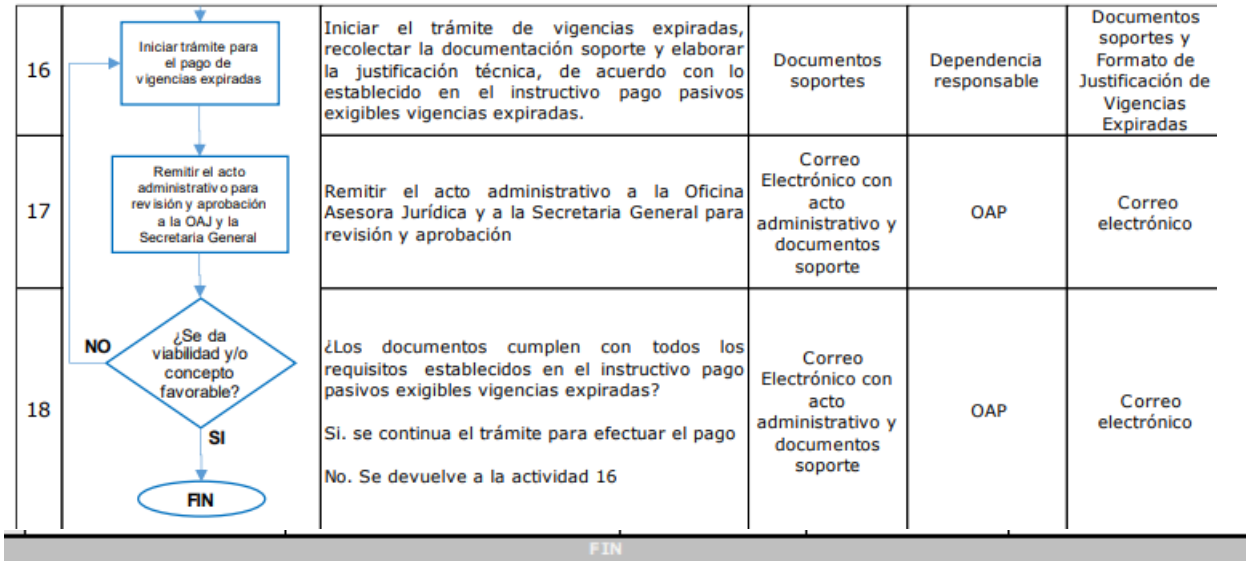 16
Iniciar trámite para
el pago de
vigencias expiradas
Iniciar el trámite de vigencias expiradas,
recolectar la documentación soporte y elaborar
la justificación técnica, de acuerdo con lo
establecido en el instructivo pago pasivos
exigibles vigencias expiradas.
Documentos
soportes
Dependencia
responsable
Documentos
soportes y
Formato de
Justificación de
Vigencias
Expiradas
17
Remitir el acto
administrativo para
revisión y aprobación
a la OAJ y la
Secretaria General
Remitir el acto administrativo a la Oficina
Asesora Jurídica y a la Secretaria General para
revisión y aprobación
Correo
Electrónico con
acto
administrativo y
documentos
soporte
OAP
Correo
electrónico
18
NO
¿Se da
viabilidad y/o
concepto
favorable?
SI
FIN
¿Los documentos cumplen con todos los
requisitos establecidos en el instructivo pago
pasivos exigibles vigencias expiradas?
Si. se continua el trámite para efectuar el pago
No. Se devuelve a la actividad 16
Correo
Electrónico con
acto
administrativo y
documentos
soporte
OAP
Correo
electrónico
FIN